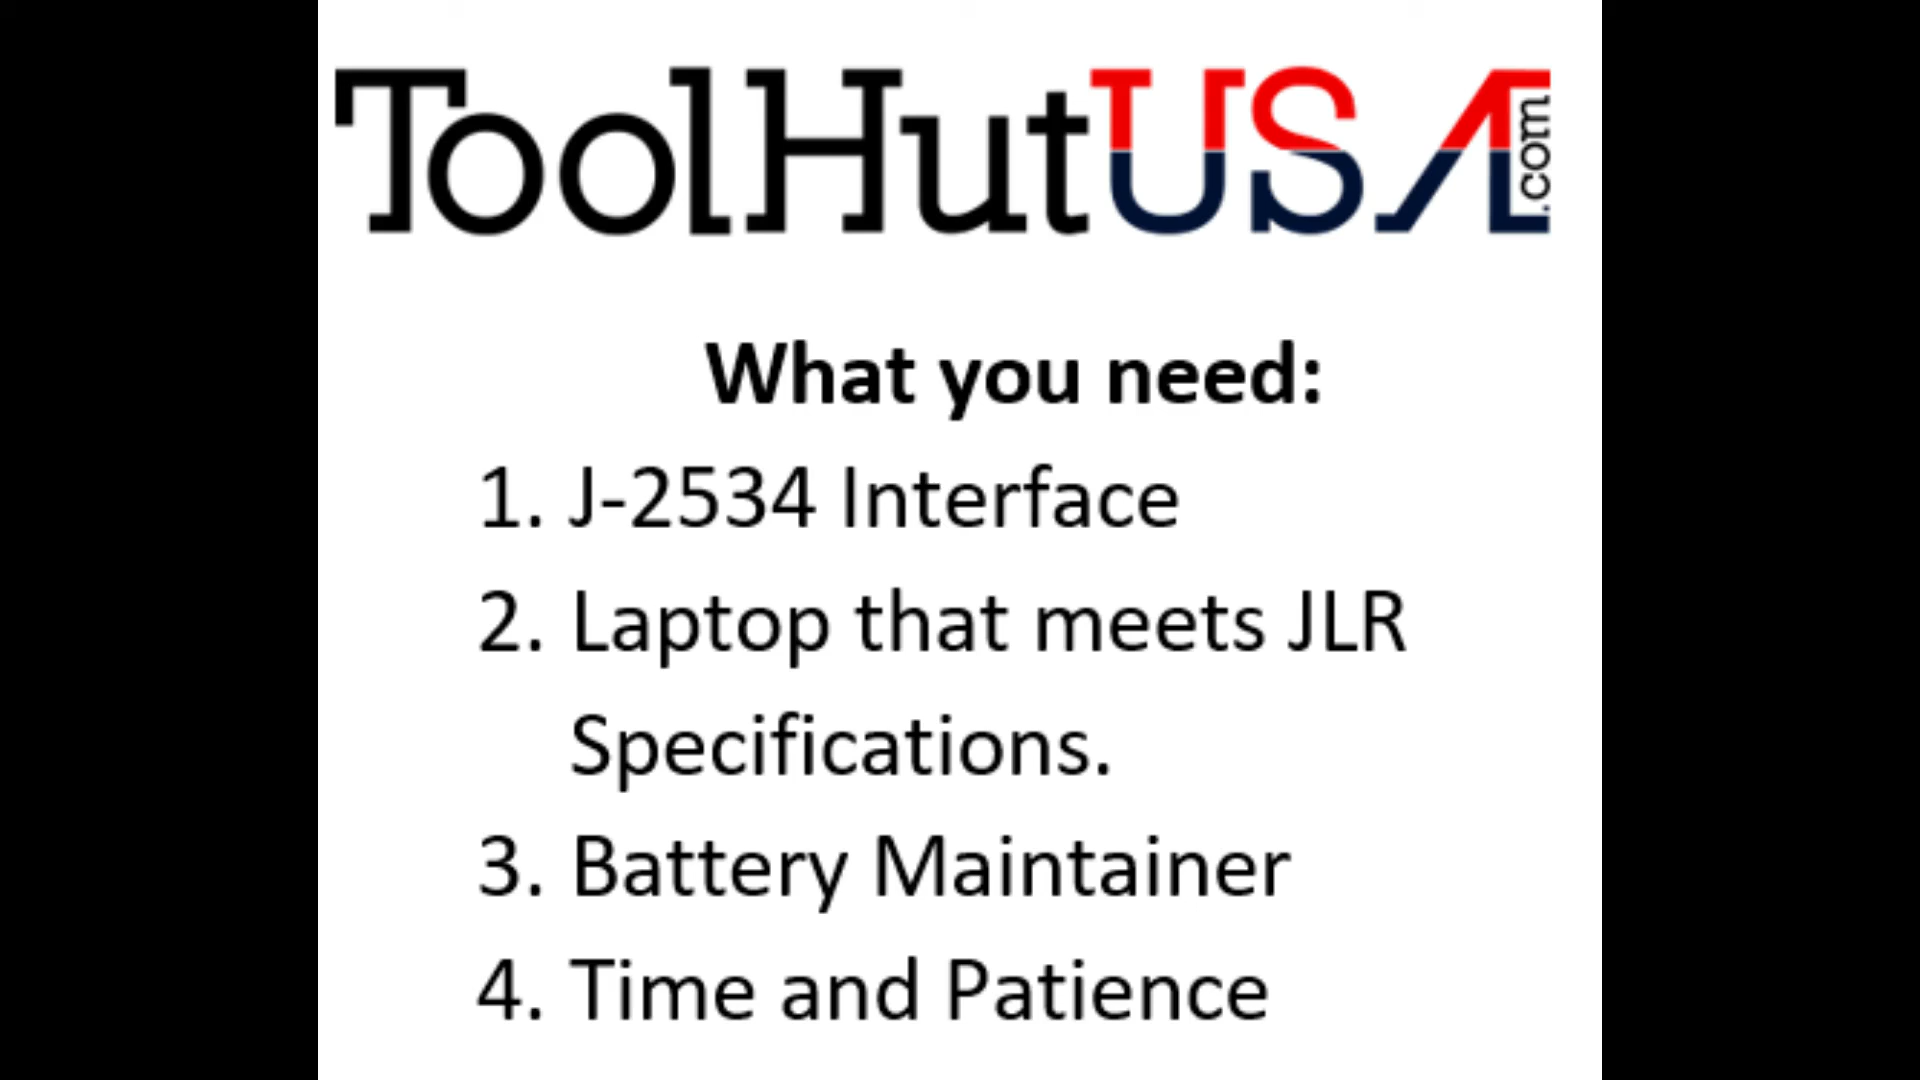 ToolHutUSA.com
What you need:
1. J-2534 Interface
2. Laptop that meets JLR
Specifications.
3. Battery Maintainer
4. Time and Patience